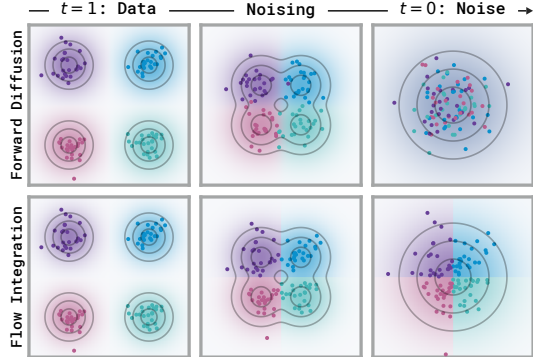 t = 1: Data
Noising
t = 0: Noise
Forward Diffusion
Flow Integration